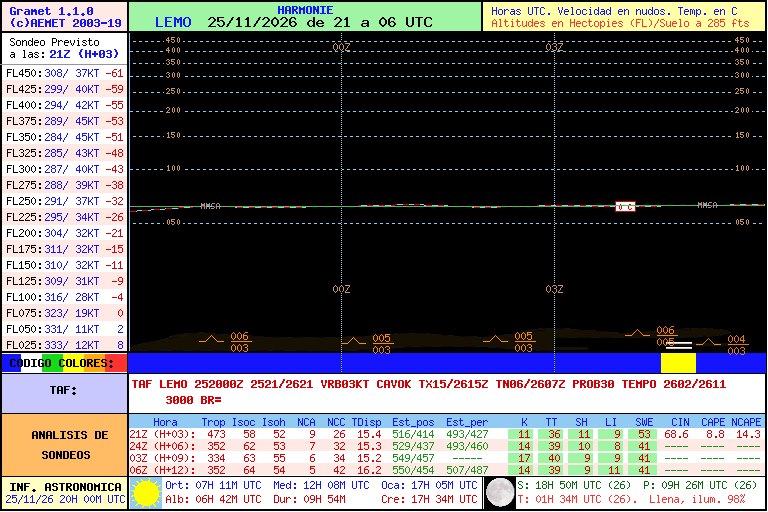 Gramet 1.1.0
(c)AEMET 2003-19
HARMONIE
LEMO 25/11/2026 de 21 a 06 UTC
Horas UTC. Velocidad en nudos. Temp. en C
Altitudes en Hectopies (FL)/Suelo a 285 fts
Sondeo Previsto
a las: 21Z (H+03)
FL450:308/ 37KT -61
FL425:299/ 40KT -59
FL400:294/ 42KT -55
FL375:289/ 45KT -53
FL350:284/ 45KT -51
FL325:285/ 43KT -48
FL300:287/ 40KT -43
FL275:288/ 39KT -38
FL250:291/ 37KT -32
FL225:295/ 34KT -26
FL200:304/ 32KT -21
FL175:311/ 32KT -15
FL150:310/ 32KT -11
FL125:309/ 31KT -9
FL100:316/ 28KT -4
FL075:323/ 19KT 0
FL050:331/ 11KT 2
FL025:333/ 12KT 8
450 00Z 03Z 450
400 400
350 350
300 300
250 250
200 200
150 150
100 100
MMSA 0 C MMSA
050 050
00Z 03Z
006 005 005 006 004
003 003 003 003
CODIGO COLORES:
TAF:
TAF LEMO 252000Z 2521/2621 VRB03KT CAVOK TX15/2615Z TN06/2607Z PROB30 TEMPO 2602/2611
3000 BR=
ANALISIS DE
SONDEOS
Hora Trop Isoc Isoh NCA NCC TDisp Est_pos Est_per K TT SH LI SWE CIN CAPE NCAPE
21Z (H+03): 473 58 52 9 26 15.4 516/414 493/427 11 36 11 9 53 68.6 8.8 14.3
24Z (H+06): 362 62 53 7 32 15.3 529/437 493/460 14 39 10 8 41 ---- ---- ----
03Z (H+09): 334 63 55 6 34 15.2 549/457 ----- 17 40 9 9 41 ---- ---- ----
06Z (H+12): 352 64 54 5 42 16.2 550/454 507/487 14 39 9 11 41 ---- ---- ----
INF. ASTRONOMICA
25/11/26 20H 00M UTC
Ort: 07H 11M UTC Med: 12H 08M UTC Oca: 17H 05M UTC
Alb: 06H 42M UTC Dur: 09H 54M Cre: 17H 34M UTC
S: 18H 50M UTC (26) P: 09H 26M UTC (26)
T: 01H 34M UTC (26). Llena, ilum. 98%